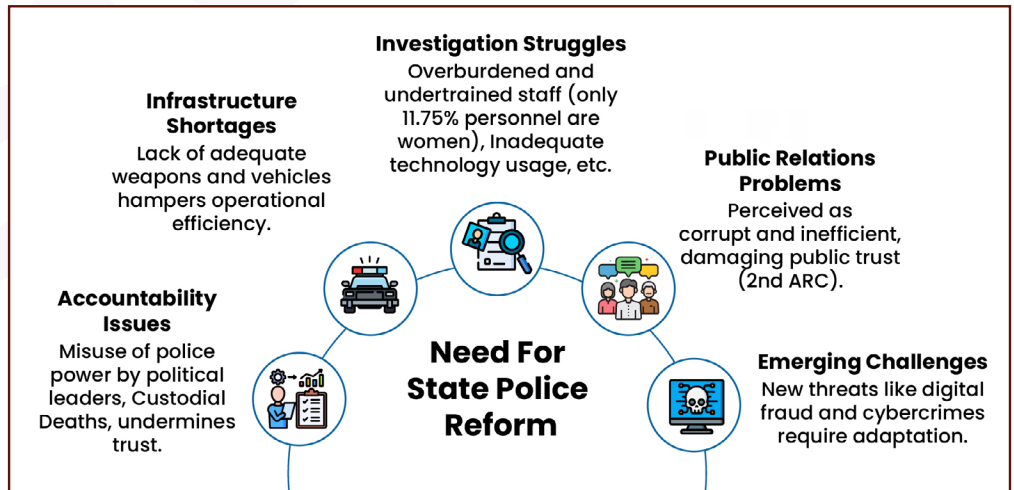 Investigation Struggles
Overburdened and
undertrained staff (only
11.75% personnel are
women), Inadequate
technology usage, etc.
Infrastructure
Shortages
Lack of adequate
weapons and vehicles
hampers operational
efficiency.
Public Relations
Problems
Perceived as
corrupt and inefficient,
damaging public trust
(2nd ARC).
Accountability
Issues
Misuse of police
power by political
leaders, Custodial
Deaths, undermines
trust.
Need For
State Police
Reform
Emerging Challenges
New threats like digital
fraud and cybercrimes
require adaptation.